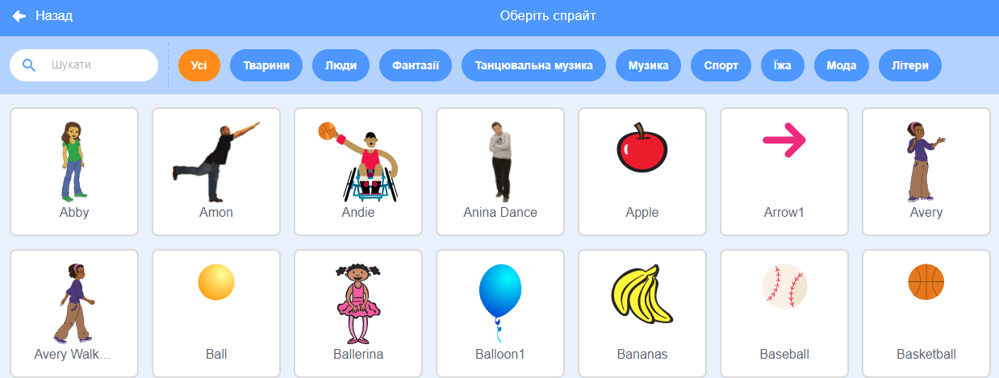 Назад
Оберіть спрайт
Шукати
Усі Тварини Люди Фантазії Танцювальна музика Музика Спорт Їжа Мода Літери
Abby Amon Andie Anina Dance Apple Arrow1 Avery
Avery Walk… Ball Ballerina Balloon1 Bananas Baseball Basketball